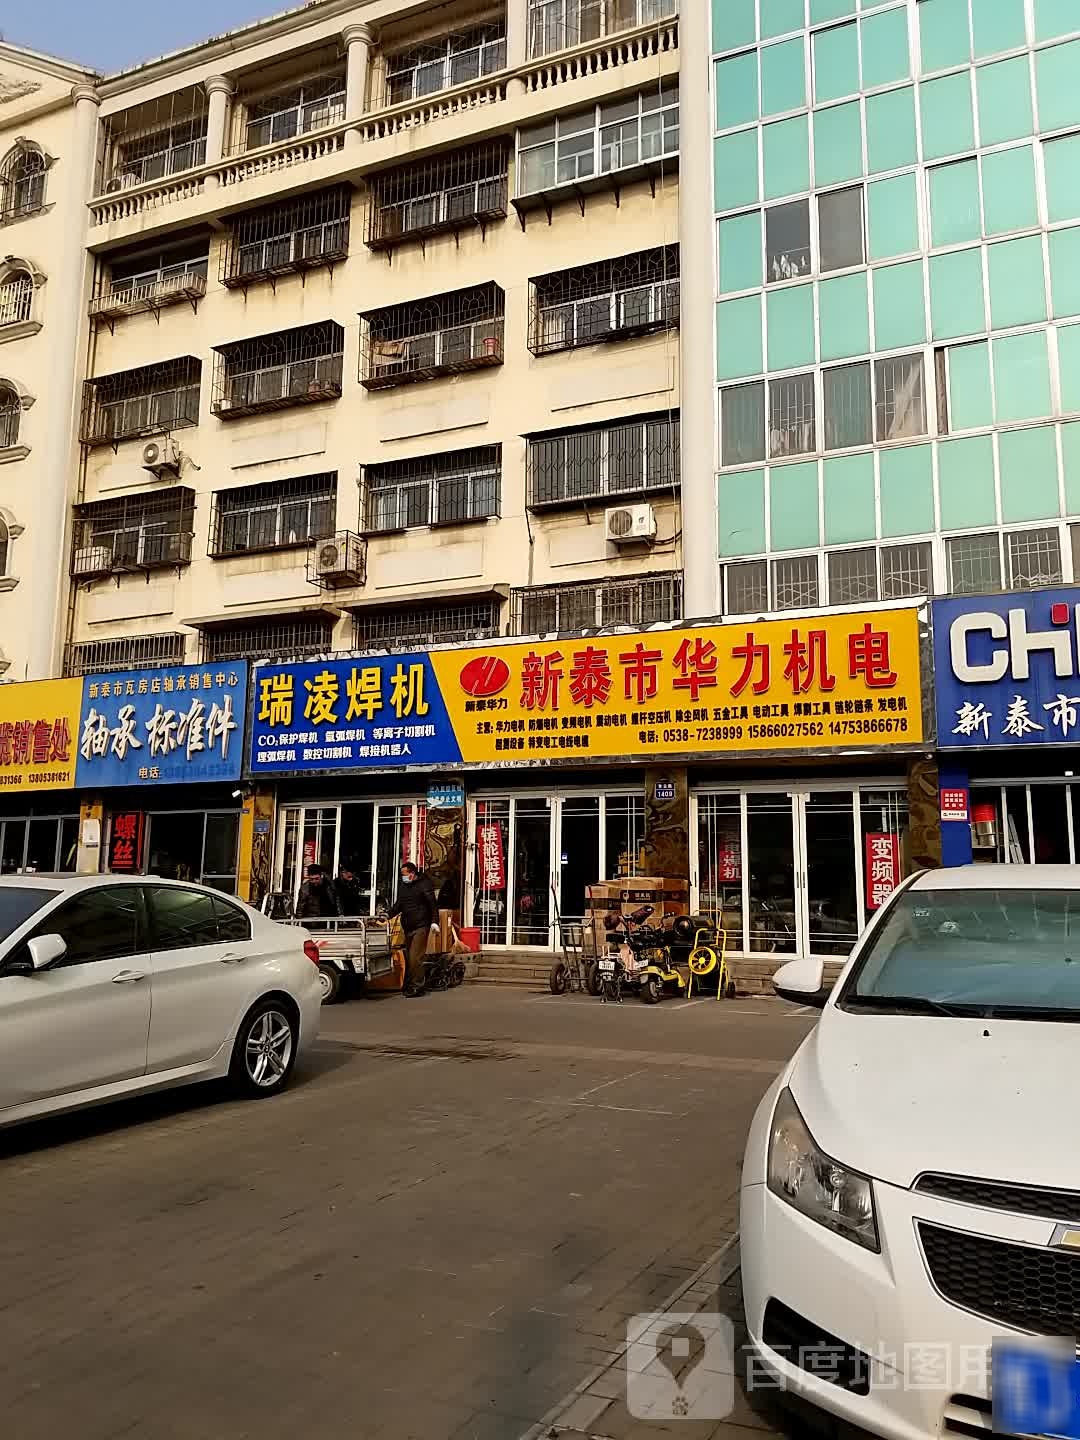 销售处
831366 13805381621
新泰市瓦房店轴承销售中心
轴承 标准件
电话:
瑞凌焊机
CO₂保护焊机 氩弧焊机 等离子切割机
埋弧焊机 数控切割机 焊接机器人
新泰华力
新泰市华力机电
主营: 华力电机 防爆电机 变频电机 震动电机 螺杆空压机 除尘风机 五金工具 电动工具 焊割工具 链轮链条 发电机
特变电工电线电缆
电话: 0538-7238999 15866027562 14753866678
新泰市
螺丝
1409
链轮链条
电焊机
变频器
百度地图用